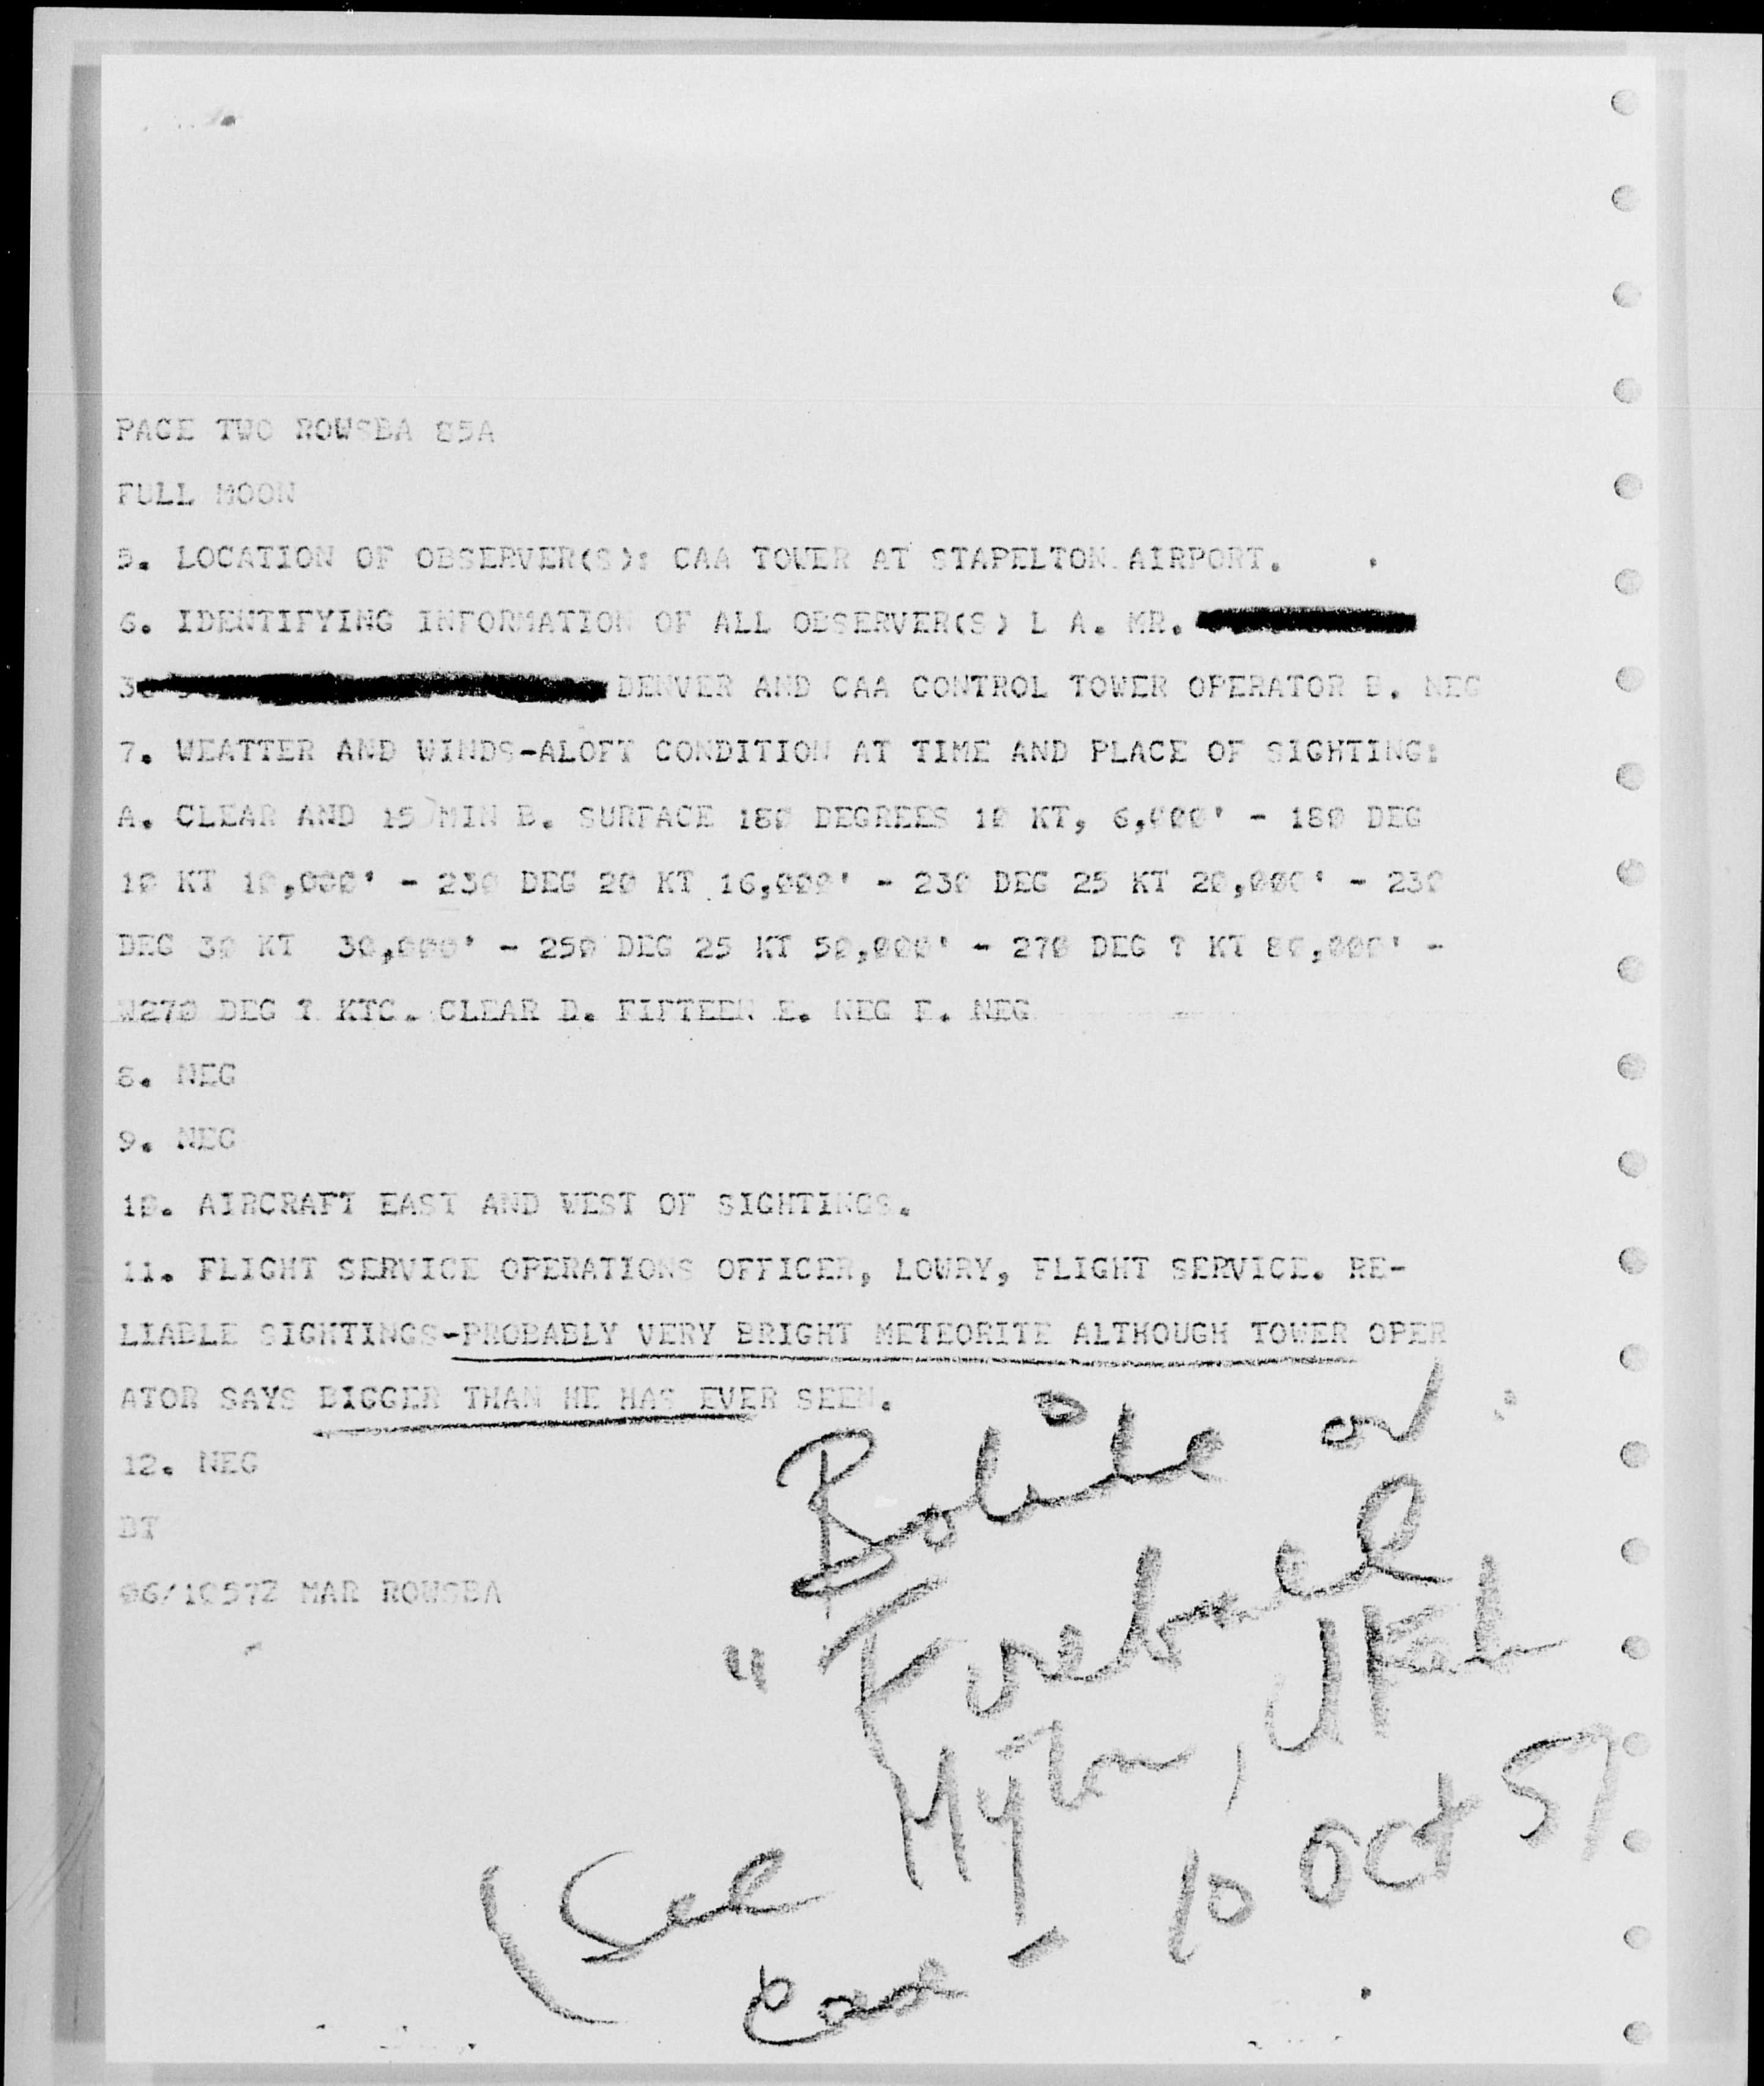 PAGE TWO ROWSBA 85A
FULL MOON
5. LOCATION OF OBSERVER(S): CAA TOWER AT STAPELTON AIRPORT.
6. IDENTIFYING INFORMATION OF ALL OBSERVER(S) L A. MR.
3 DENVER AND CAA CONTROL TOWER OPERATOR B. NEG
7. WEATTER AND WINDS-ALOFT CONDITION AT TIME AND PLACE OF SIGHTING:
A. CLEAR AND 15 MIN B. SURFACE 180 DEGREES 10 KT, 6,000' - 180 DEG
10 KT 10,000' - 230 DEG 20 KT 16,000' - 230 DEG 25 KT 20,000' - 230
DEG 30 KT 30,000' - 250 DEG 25 KT 50,000' - 270 DEG ? KT 80,000' -
W270 DEG ? KTC. CLEAR D. FIFTEEN E. NEG F. NEG
8. NEG
9. NEG
10. AIRCRAFT EAST AND WEST OF SIGHTINGS.
11. FLIGHT SERVICE OPERATIONS OFFICER, LOWRY, FLIGHT SERVICE. RE-
LIABLE SIGHTINGS-PROBABLY VERY BRIGHT METEORITE ALTHOUGH TOWER OPER
ATOR SAYS BIGGER THAN HE HAS EVER SEEN.
12. NEG
BT
06/1057Z MAR ROWSBA
Bolide or
"Fireball
(See Myton, Utah
Case - 10 Oct 57